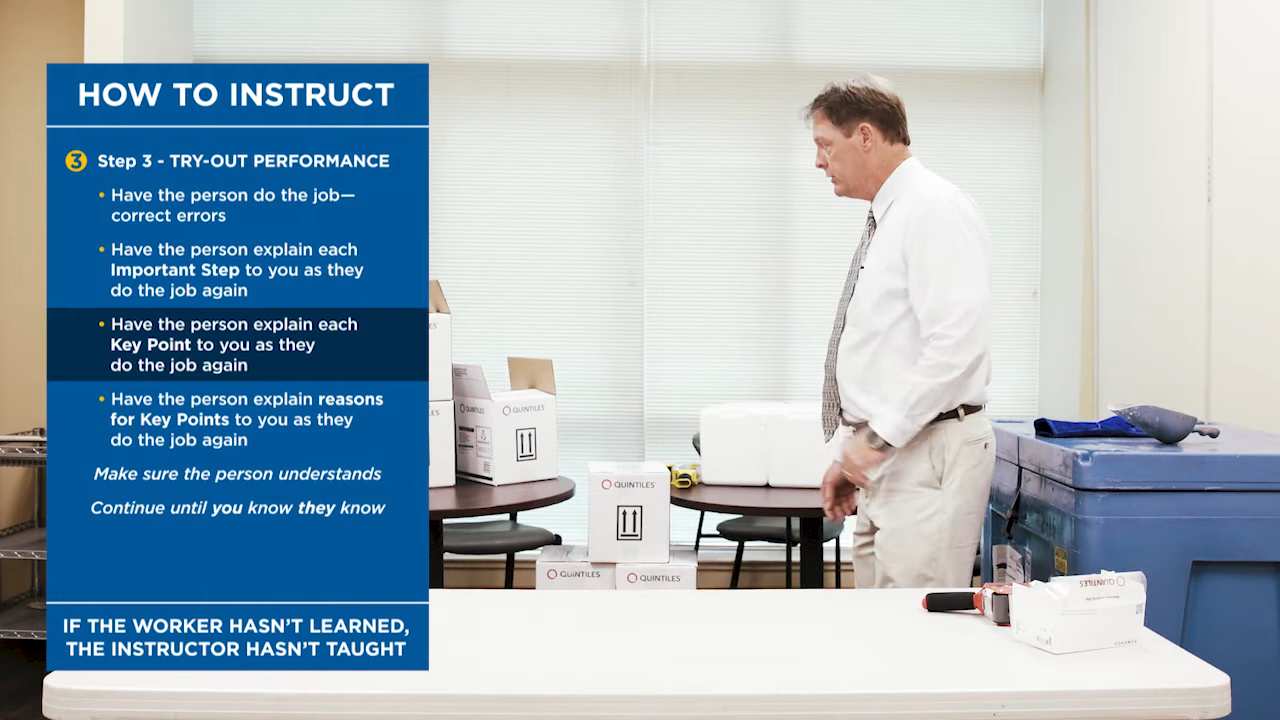 HOW TO INSTRUCT
3 Step 3 - TRY-OUT PERFORMANCE
• Have the person do the job—
correct errors
• Have the person explain each
Important Step to you as they
do the job again
• Have the person explain each
Key Point to you as they
do the job again
• Have the person explain reasons
for Key Points to you as they
do the job again
Make sure the person understands
Continue until you know they know
IF THE WORKER HASN'T LEARNED,
THE INSTRUCTOR HASN'T TAUGHT
QUINTILES
QUINTILES
QUINTILES
QUINTILES
QUINTILES
QUINTILES